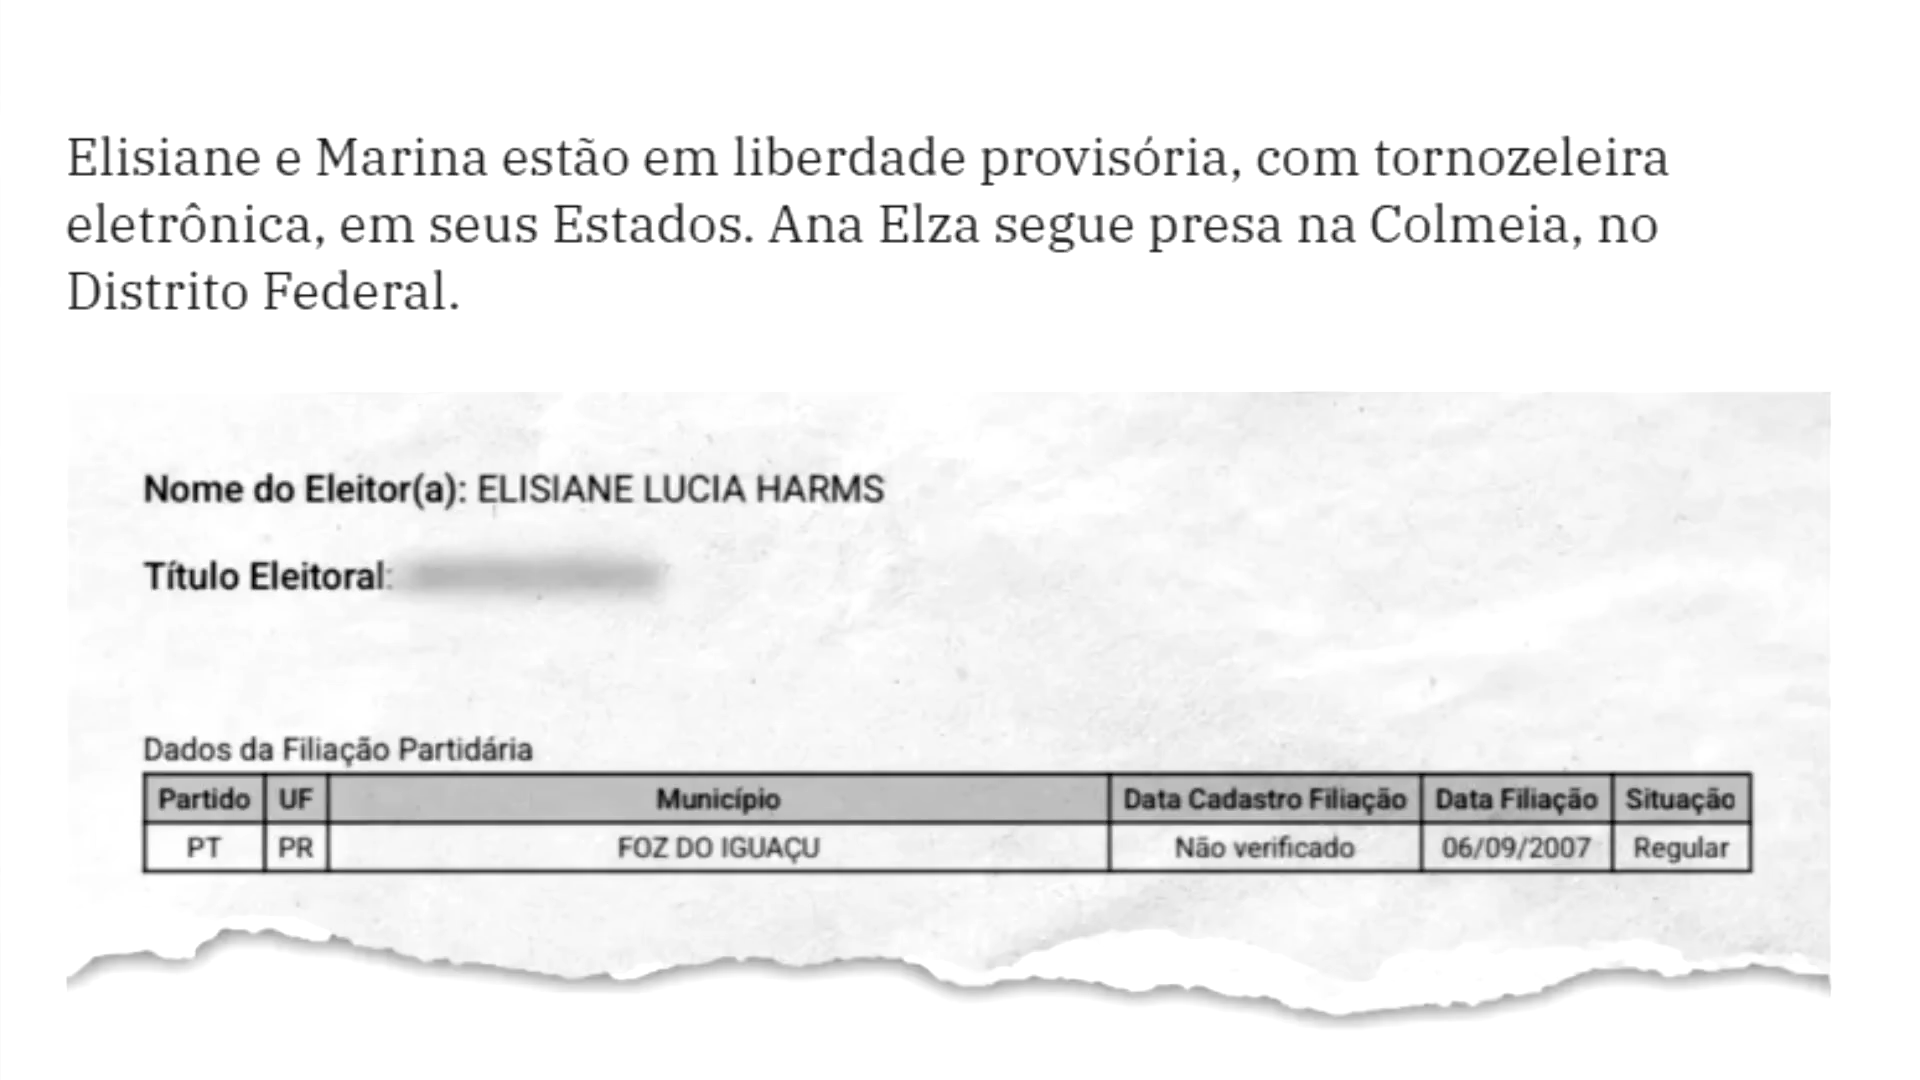 Elisiane e Marina estão em liberdade provisória, com tornozeleira
eletrônica, em seus Estados. Ana Elza segue presa na Colmeia, no
Distrito Federal.
Nome do Eleitor(a): ELISIANE LUCIA HARMS
Título Eleitoral:
Dados da Filiação Partidária
Partido UF Município Data Cadastro Filiação Data Filiação Situação
PT PR FOZ DO IGUAÇU Não verificado 06/09/2007 Regular